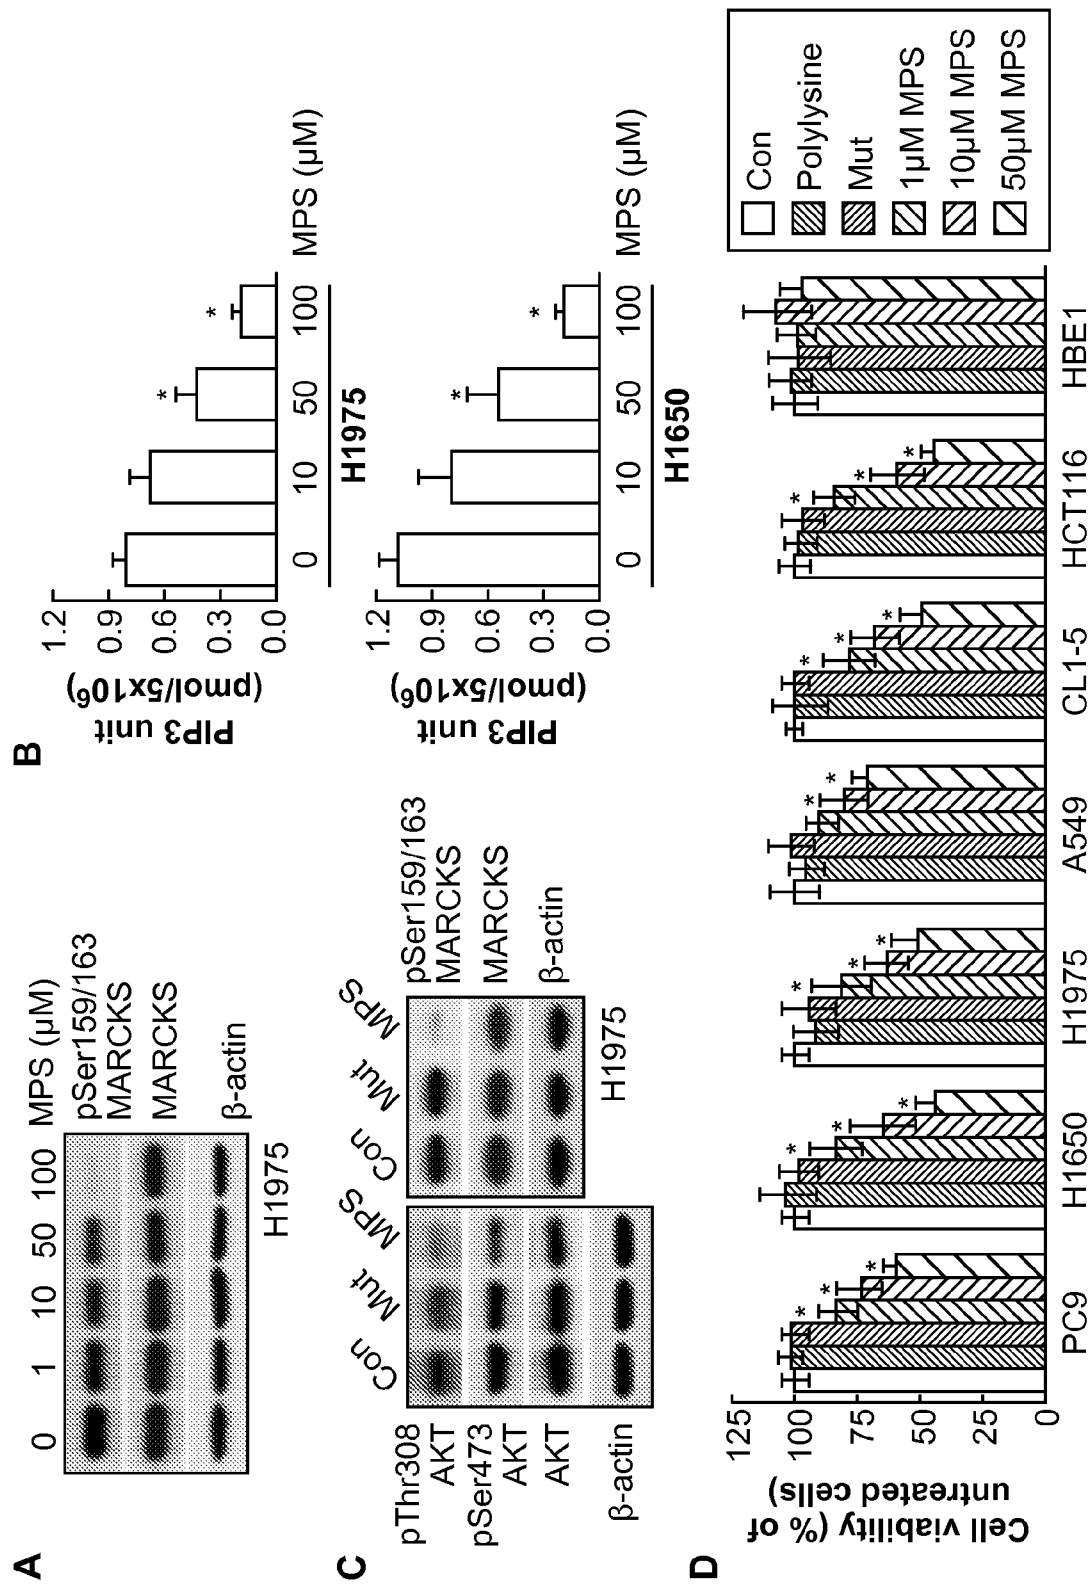 A
0 1 10 50 100 MPS (μM)
pSer159/163
MARCKS
MARCKS
β-actin
H1975
B
PIP3 unit
(pmol/5x10⁶)
1.2
0.9
0.6
0.3
0.0
0 10 50 100 MPS (μM)
H1975
PIP3 unit
(pmol/5x10⁶)
1.2
0.9
0.6
0.3
0.0
0 10 50 100 MPS (μM)
H1650
* * * *
C
Con Mut MPS
pThr308
AKT
pSer473
AKT
AKT
β-actin
Con Mut MPS
pSer159/163
MARCKS
MARCKS
β-actin
H1975
D
Cell viability (% of
untreated cells)
125
100
75
50
25
0
* * * * * * * * * * * * * * * * *
PC9 H1650 H1975 A549 CL1-5 HCT116 HBE1
Con
Polylysine
Mut
1μM MPS
10μM MPS
50μM MPS